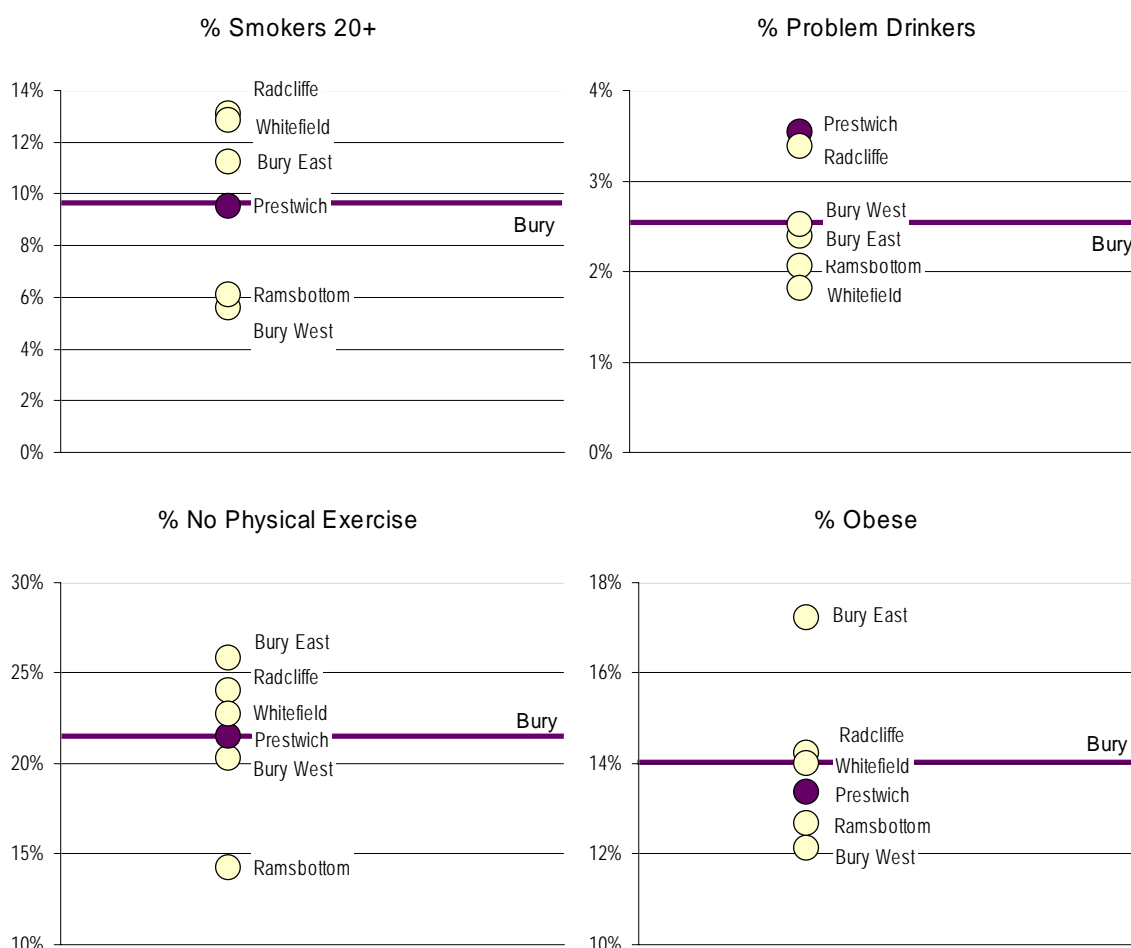 % Smokers 20+
14%
12%
10%
8%
6%
4%
2%
0%
Radcliffe
Whitefield
Bury East
Prestwich
Bury
Ramsbottom
Bury West
% Problem Drinkers
4%
3%
2%
1%
0%
Prestwich
Radcliffe
Bury West
Bury East
Bury
Ramsbottom
Whitefield
% No Physical Exercise
30%
25%
20%
15%
10%
Bury East
Radcliffe
Whitefield
Bury
Prestwich
Bury West
Ramsbottom
% Obese
18%
16%
14%
12%
10%
Bury East
Radcliffe
Bury
Whitefield
Prestwich
Ramsbottom
Bury West